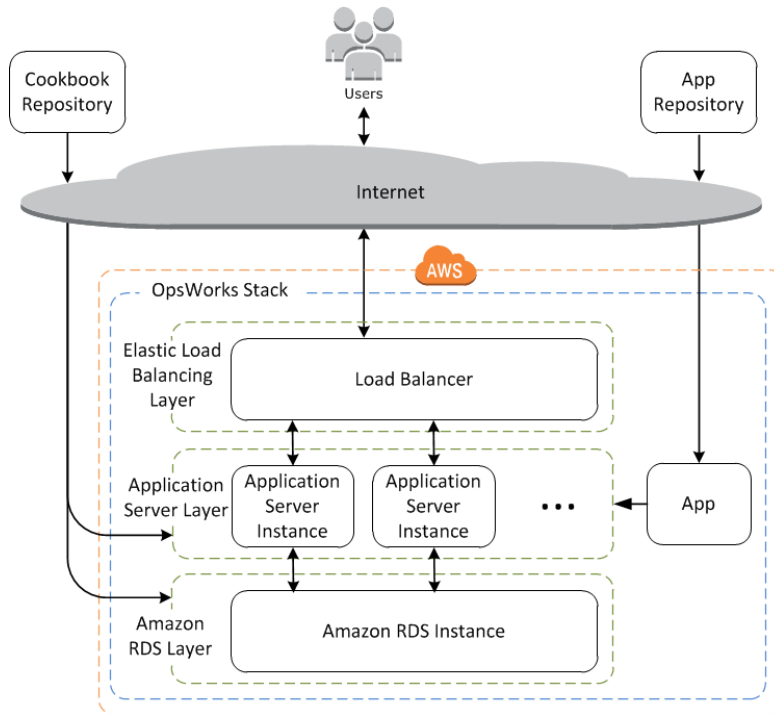 Users
Cookbook
Repository
App
Repository
Internet
AWS
OpsWorks Stack
Elastic Load
Balancing
Layer
Load Balancer
Application
Server Layer
Application
Server
Instance
Application
Server
Instance
...
App
Amazon
RDS Layer
Amazon RDS Instance